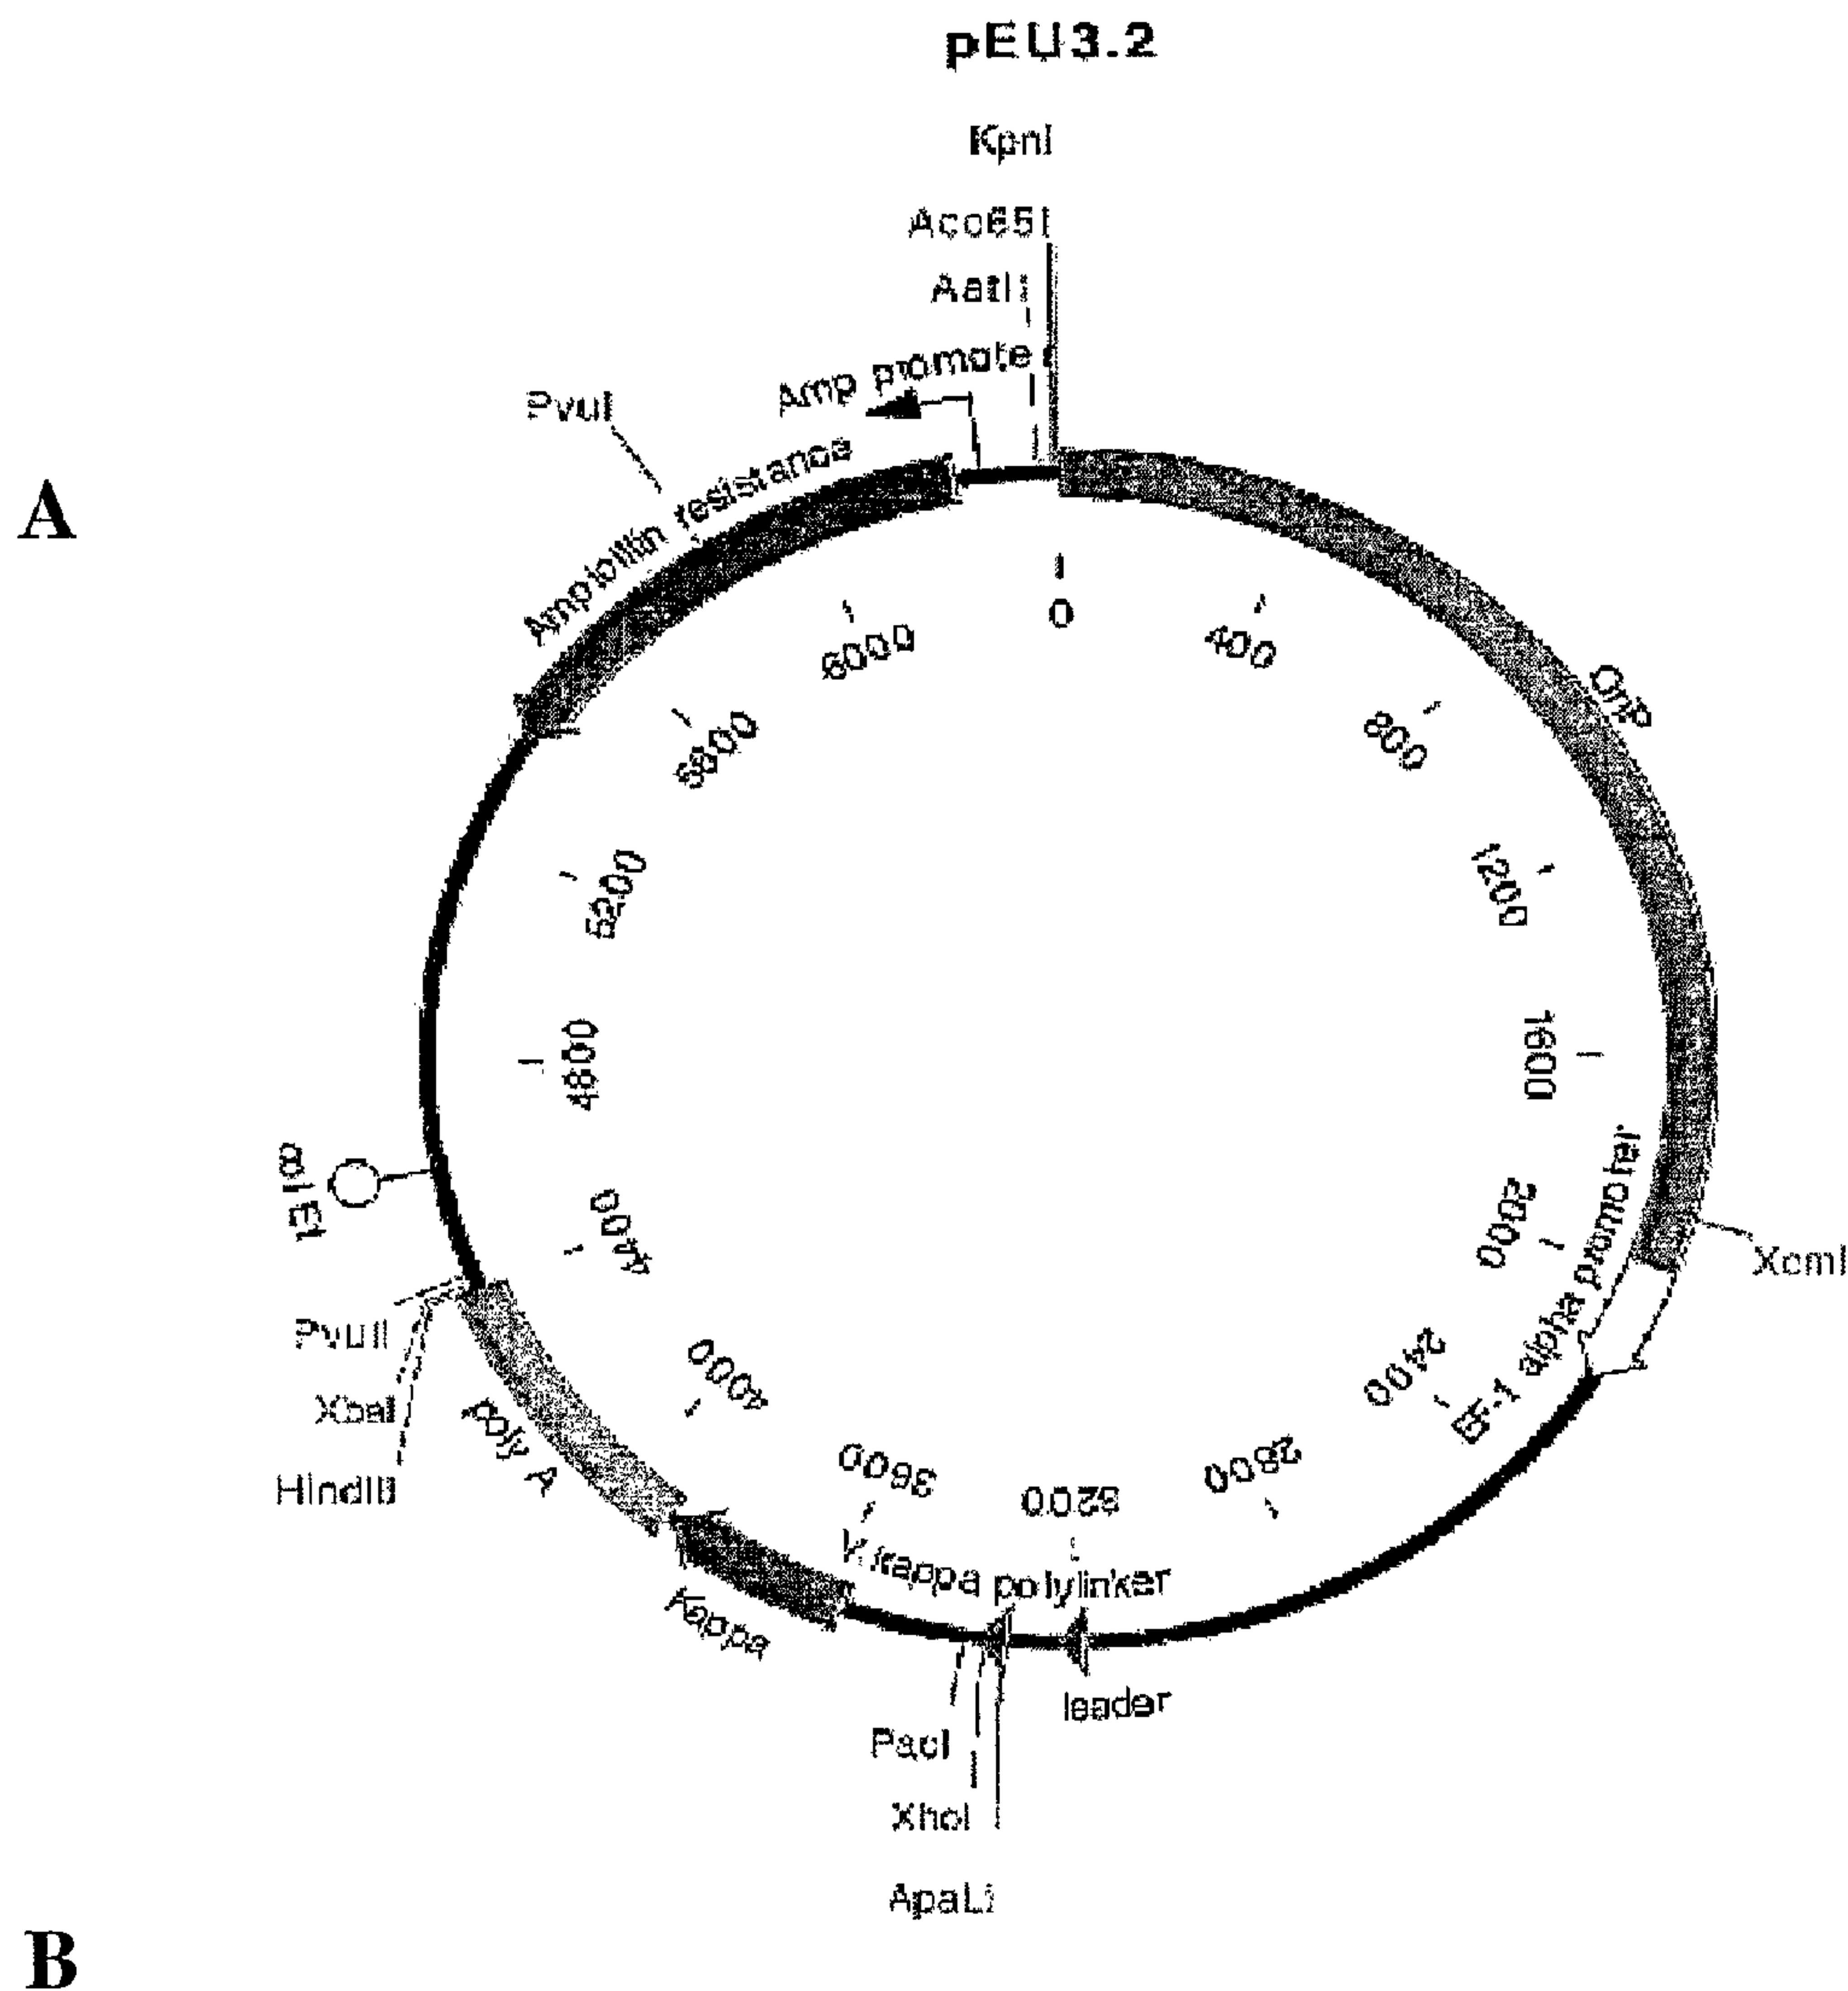 pEU3.2
KpnI
Acc65I
AatII
Amp promoter
PvuI
Ampicillin resistance
A
0
400
800
1200
1600
2000
2400
2800
3200
3600
4000
4400
4800
5200
5600
6000
OriP
XcmI
EF-1 alpha promoter
V kappa polylinker
leader
PacI
XhoI
ApaLI
Kappa
poly A
HindIII
XbaI
PvuII
col EI
B